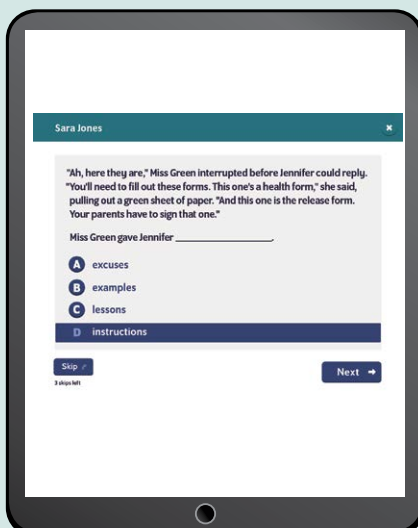 Sara Jones
"Ah, here they are," Miss Green interrupted before Jennifer could reply.
"You'll need to fill out these forms. This one's a health form," she said,
pulling out a green sheet of paper. "And this one is the release form.
Your parents have to sign that one."
Miss Green gave Jennifer ____________________.
A excuses
B examples
C lessons
D instructions
Skip
3 skips left
Next